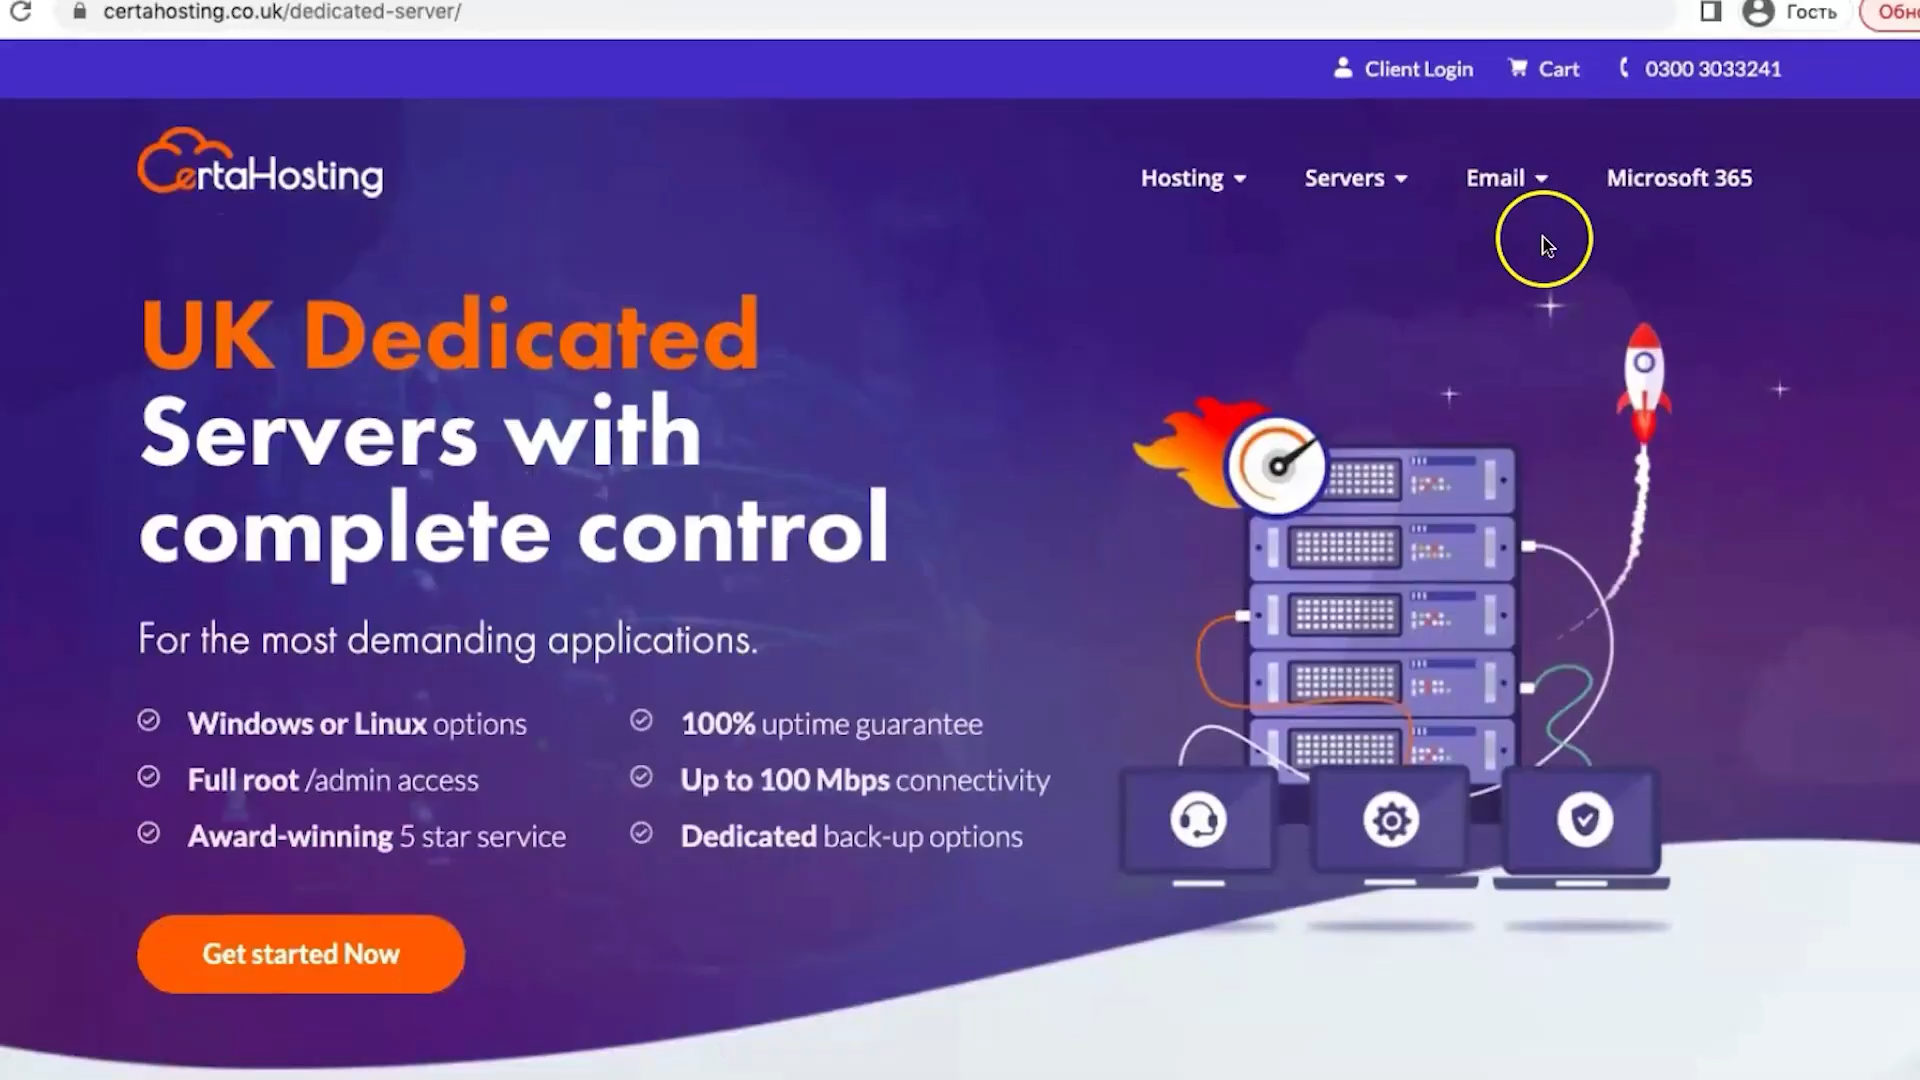 certahosting.co.uk/dedicated-server/
Гость
Client Login
Cart
0300 3033241
CertaHosting
Hosting
Servers
Email
Microsoft 365
UK Dedicated
Servers with
complete control
For the most demanding applications.
Windows or Linux options
100% uptime guarantee
Full root /admin access
Up to 100 Mbps connectivity
Award-winning 5 star service
Dedicated back-up options
Get started Now